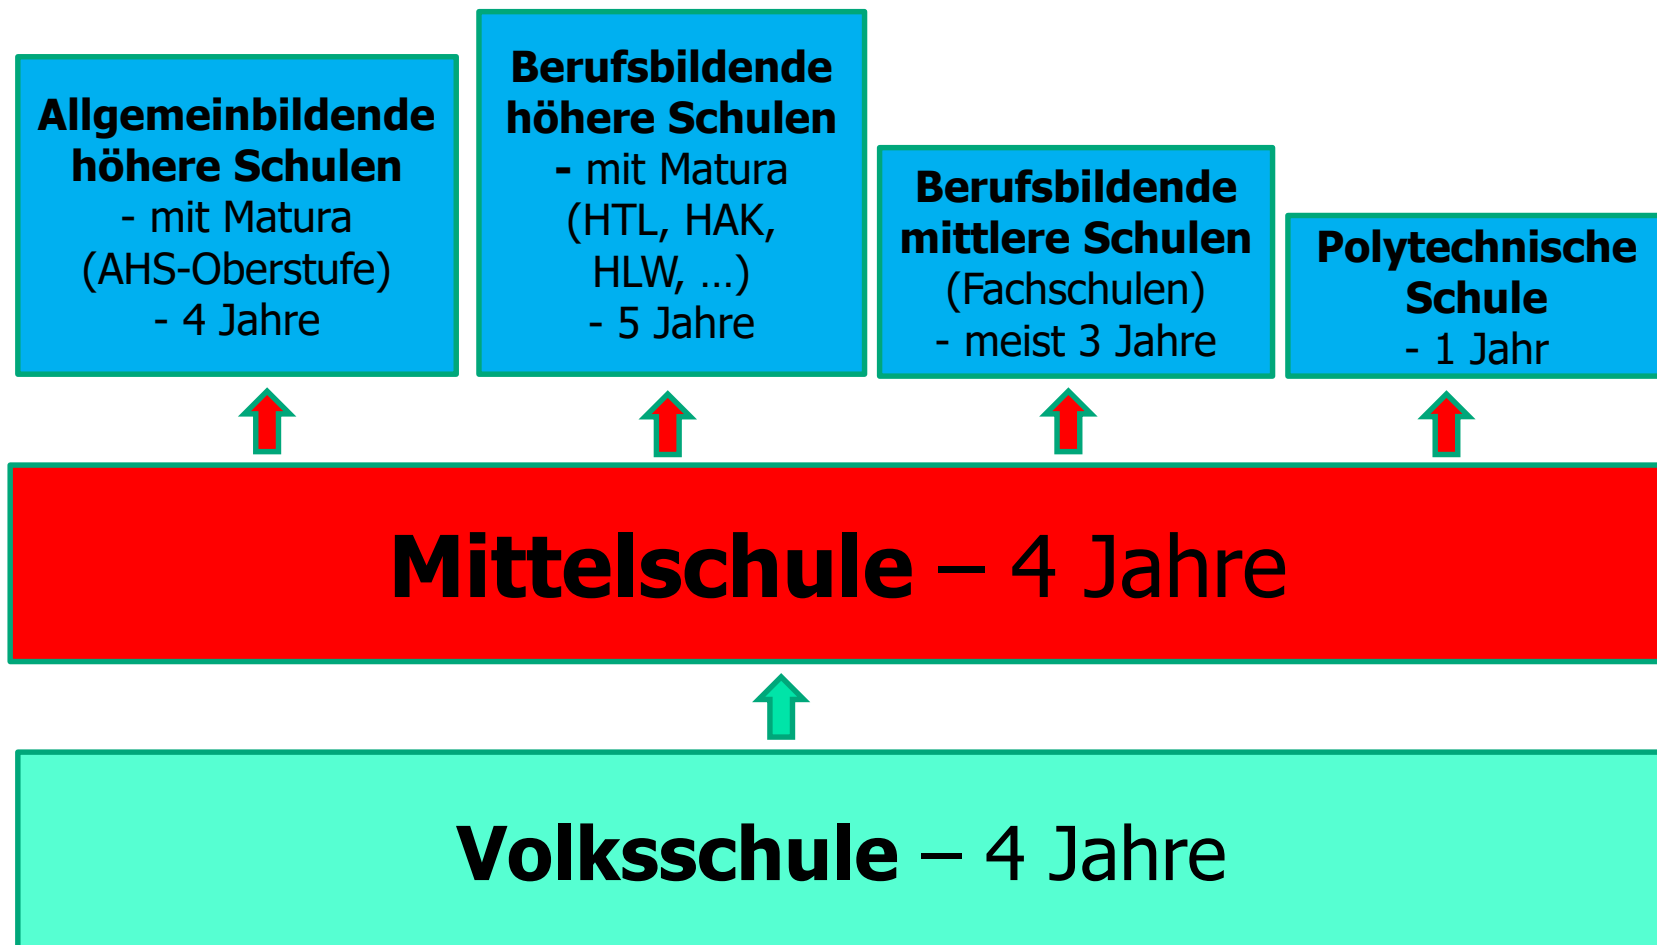 Allgemeinbildende
höhere Schulen
- mit Matura
(AHS-Oberstufe)
- 4 Jahre
Berufsbildende
höhere Schulen
- mit Matura
(HTL, HAK,
HLW, ...)
- 5 Jahre
Berufsbildende
mittlere Schulen
(Fachschulen)
- meist 3 Jahre
Polytechnische
Schule
- 1 Jahr
Mittelschule – 4 Jahre
Volksschule – 4 Jahre